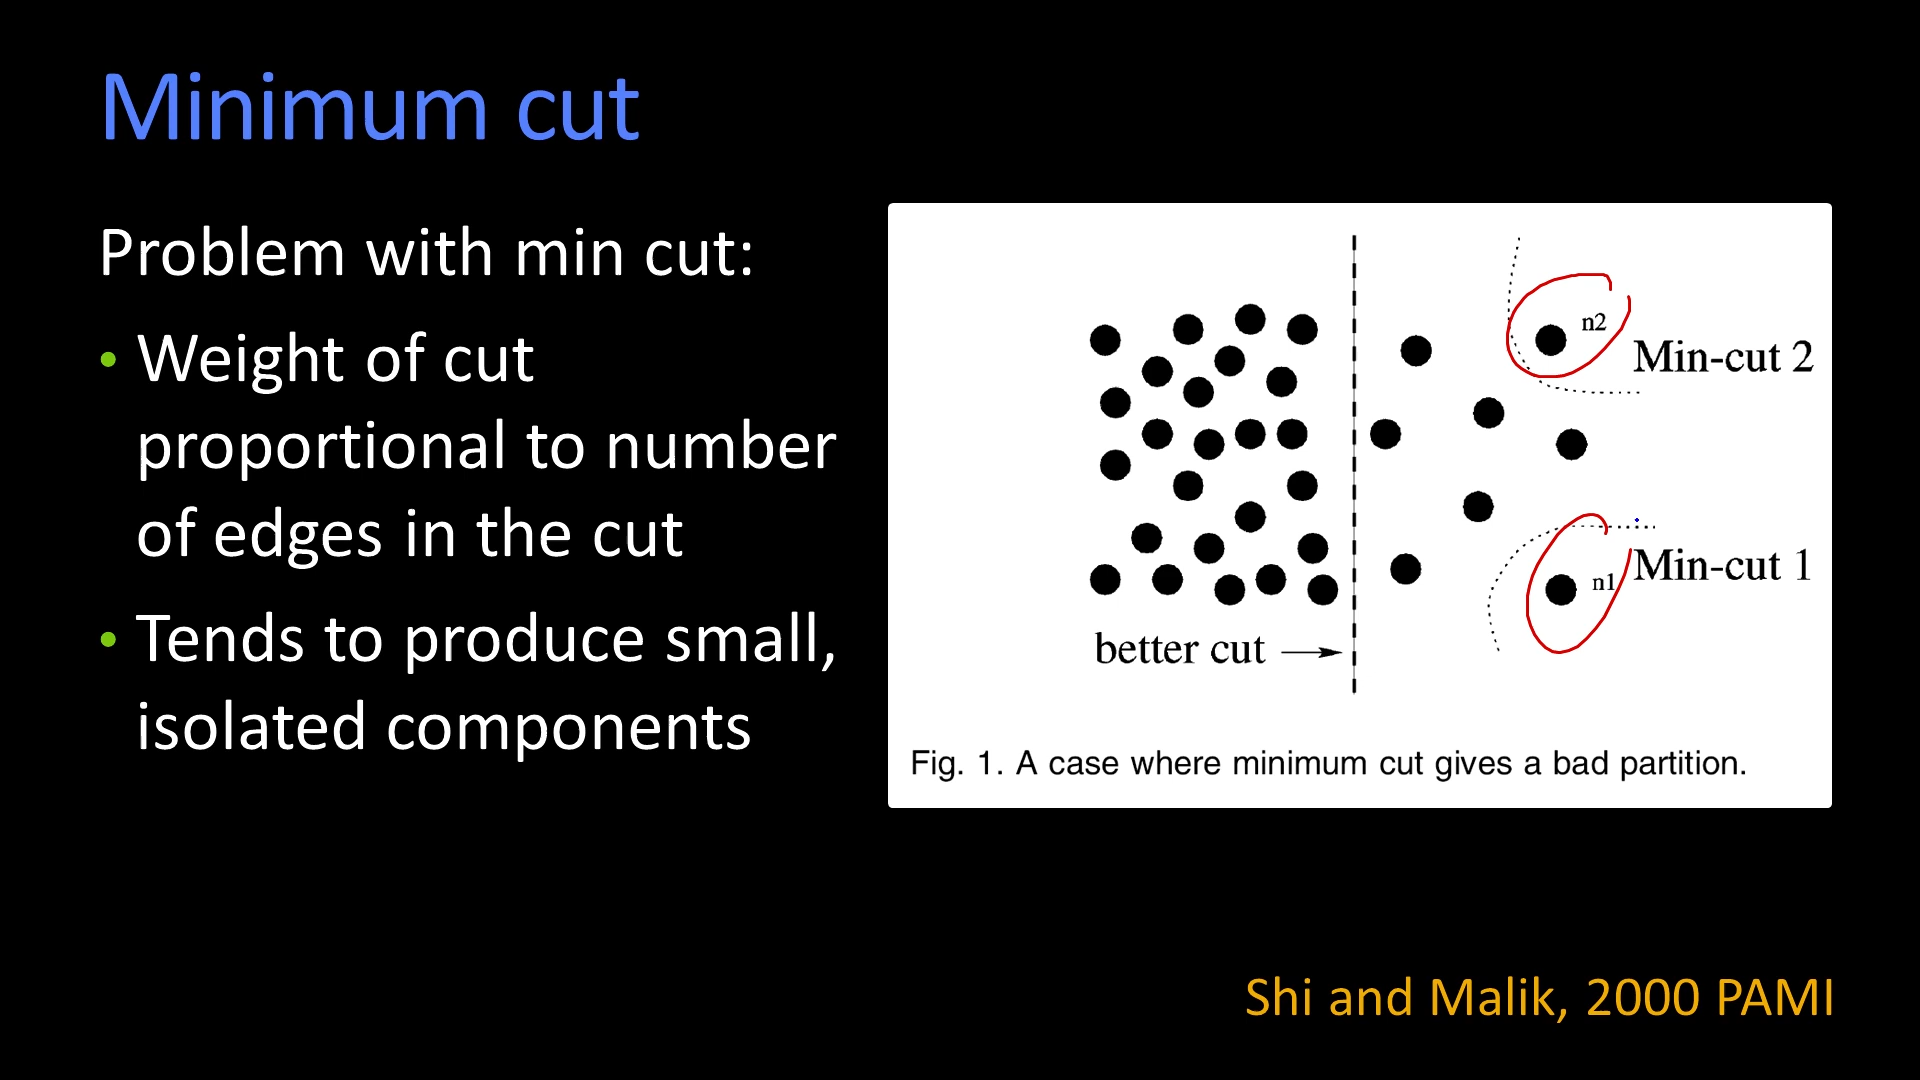 Minimum cut
Problem with min cut:
• Weight of cut
proportional to number
of edges in the cut
• Tends to produce small,
isolated components
n2
Min-cut 2
n1
Min-cut 1
better cut
Fig. 1. A case where minimum cut gives a bad partition.
Shi and Malik, 2000 PAMI